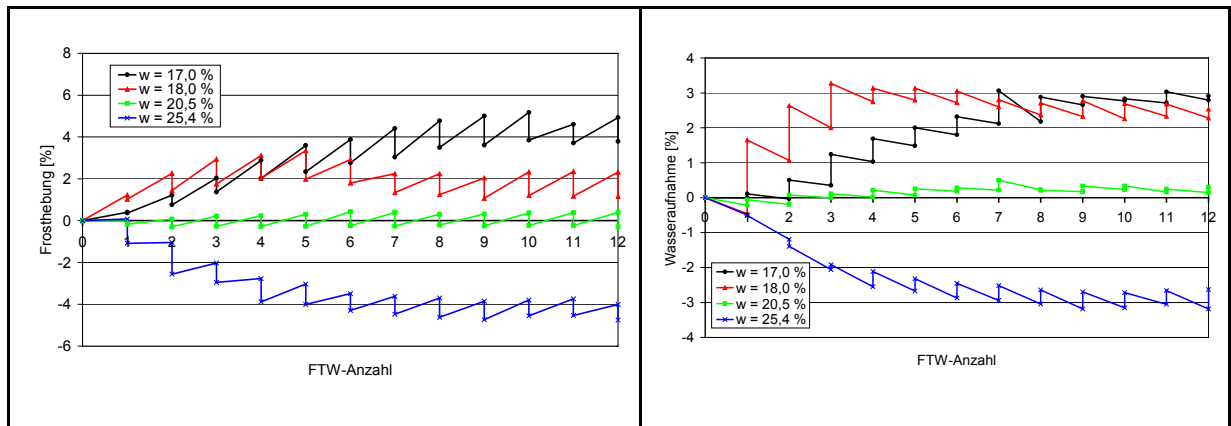 8
6
4
2
0
-2
-4
-6
Frosthebung [%]
w = 17,0 %
w = 18,0 %
w = 20,5 %
w = 25,4 %
0 1 2 3 4 5 6 7 8 9 10 11 12
FTW-Anzahl
4
3
2
1
0
-1
-2
-3
-4
Wasseraufnahme [%]
0 1 2 3 4 5 6 7 8 9 10 11 12
w = 17,0 %
w = 18,0 %
w = 20,5 %
w = 25,4 %
FTW-Anzahl